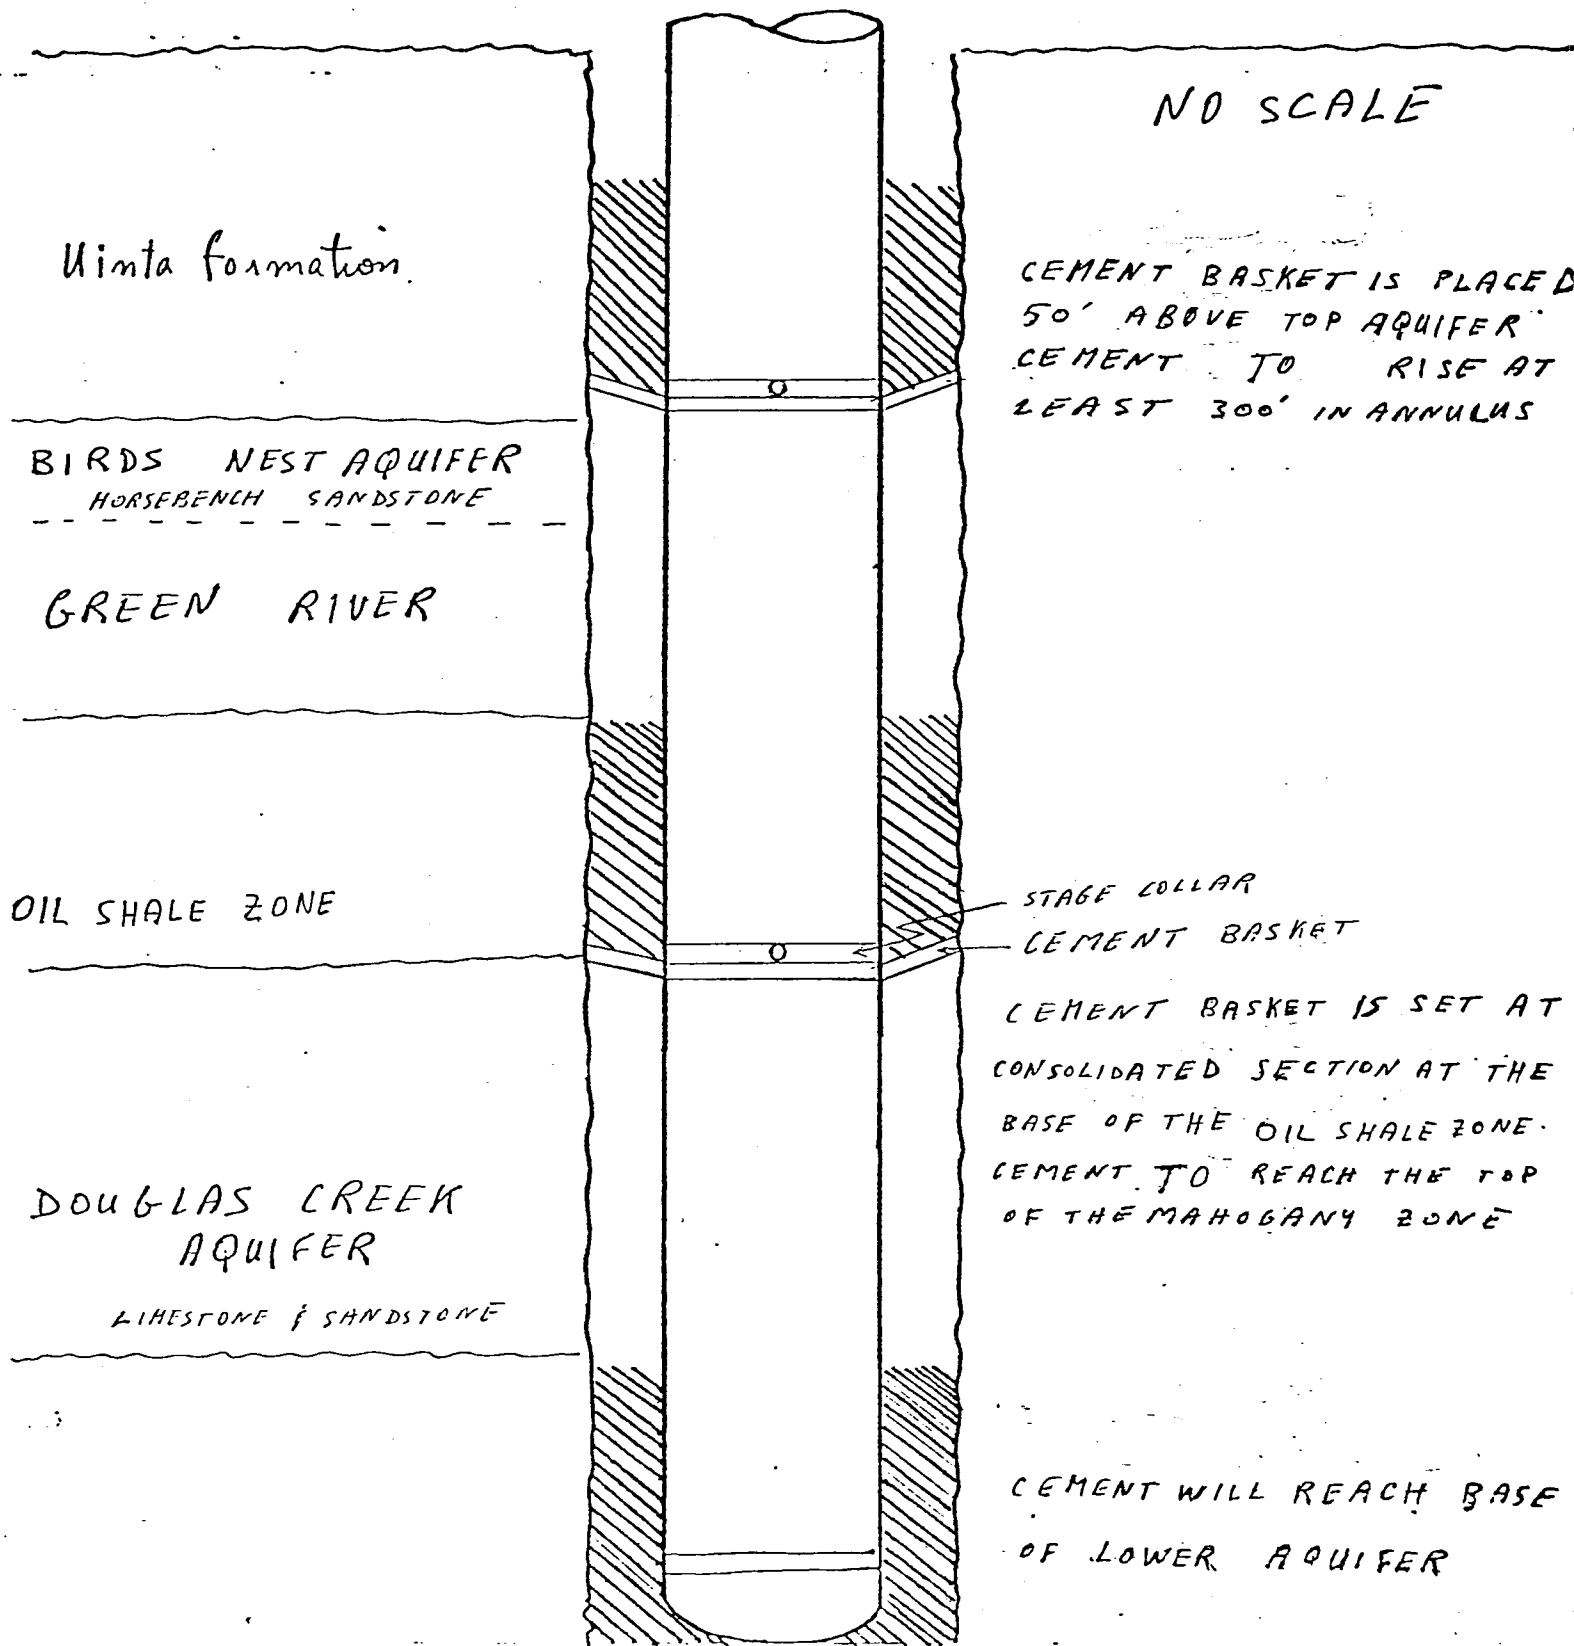 NO SCALE
Uinta formation.
CEMENT BASKET IS PLACED
50' ABOVE TOP AQUIFER
CEMENT TO RISE AT
LEAST 300' IN ANNULUS
BIRDS NEST AQUIFER
HORSEBENCH SANDSTONE
GREEN RIVER
OIL SHALE ZONE
STAGE COLLAR
CEMENT BASKET
CEMENT BASKET IS SET AT
CONSOLIDATED SECTION AT THE
BASE OF THE OIL SHALE ZONE.
CEMENT TO REACH THE TOP
OF THE MAHOGANY ZONE
DOUGLAS CREEK
AQUIFER
LIMESTONE & SANDSTONE
CEMENT WILL REACH BASE
OF LOWER AQUIFER